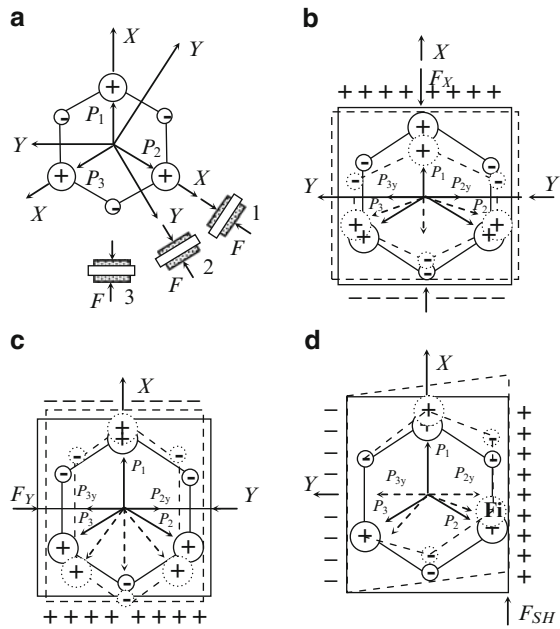 a
X
Y
P1
P2
Y
P3
X
X
Y
1
2
3
F
F
F
b
X
FX
+ + + + + + + + +
Y
Y
P1
P3y
P2y
P3
P2
− − − − − − − −
c
X
− − − − − − − −
P1
FY
Y
P3y
P2y
P3
P2
+ + + + + + + + +
d
X
P1
Y
P3y
P2y
P3
P2
Fi
FSH